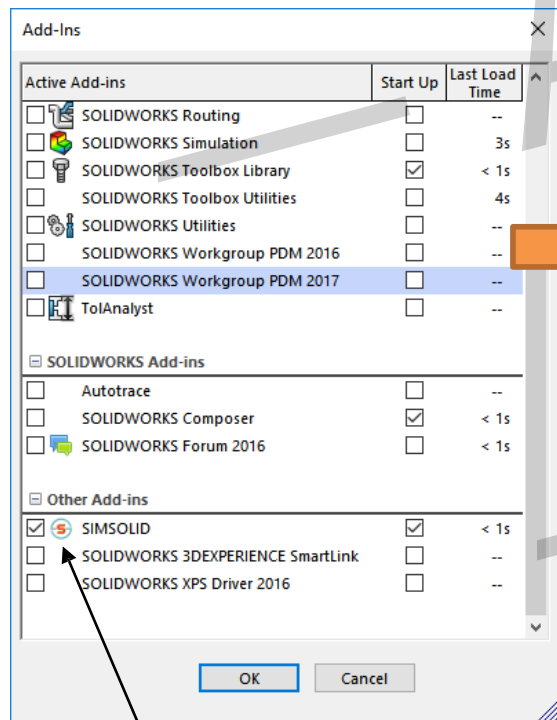 Add-Ins
Active Add-ins Start Up Last Load Time
SOLIDWORKS Routing --
SOLIDWORKS Simulation 3s
SOLIDWORKS Toolbox Library < 1s
SOLIDWORKS Toolbox Utilities 4s
SOLIDWORKS Utilities --
SOLIDWORKS Workgroup PDM 2016 --
SOLIDWORKS Workgroup PDM 2017 --
TolAnalyst --
SOLIDWORKS Add-ins
Autotrace --
SOLIDWORKS Composer < 1s
SOLIDWORKS Forum 2016 < 1s
Other Add-ins
SIMSOLID < 1s
SOLIDWORKS 3DEXPERIENCE SmartLink --
SOLIDWORKS XPS Driver 2016 --
OK Cancel